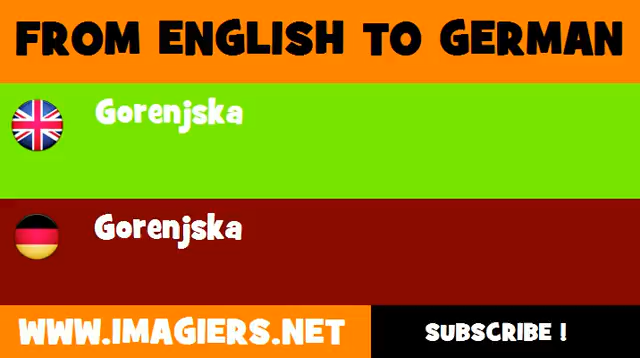 FROM ENGLISH TO GERMAN
Gorenjska
Gorenjska
WWW.IMAGIERS.NET
SUBSCRIBE !